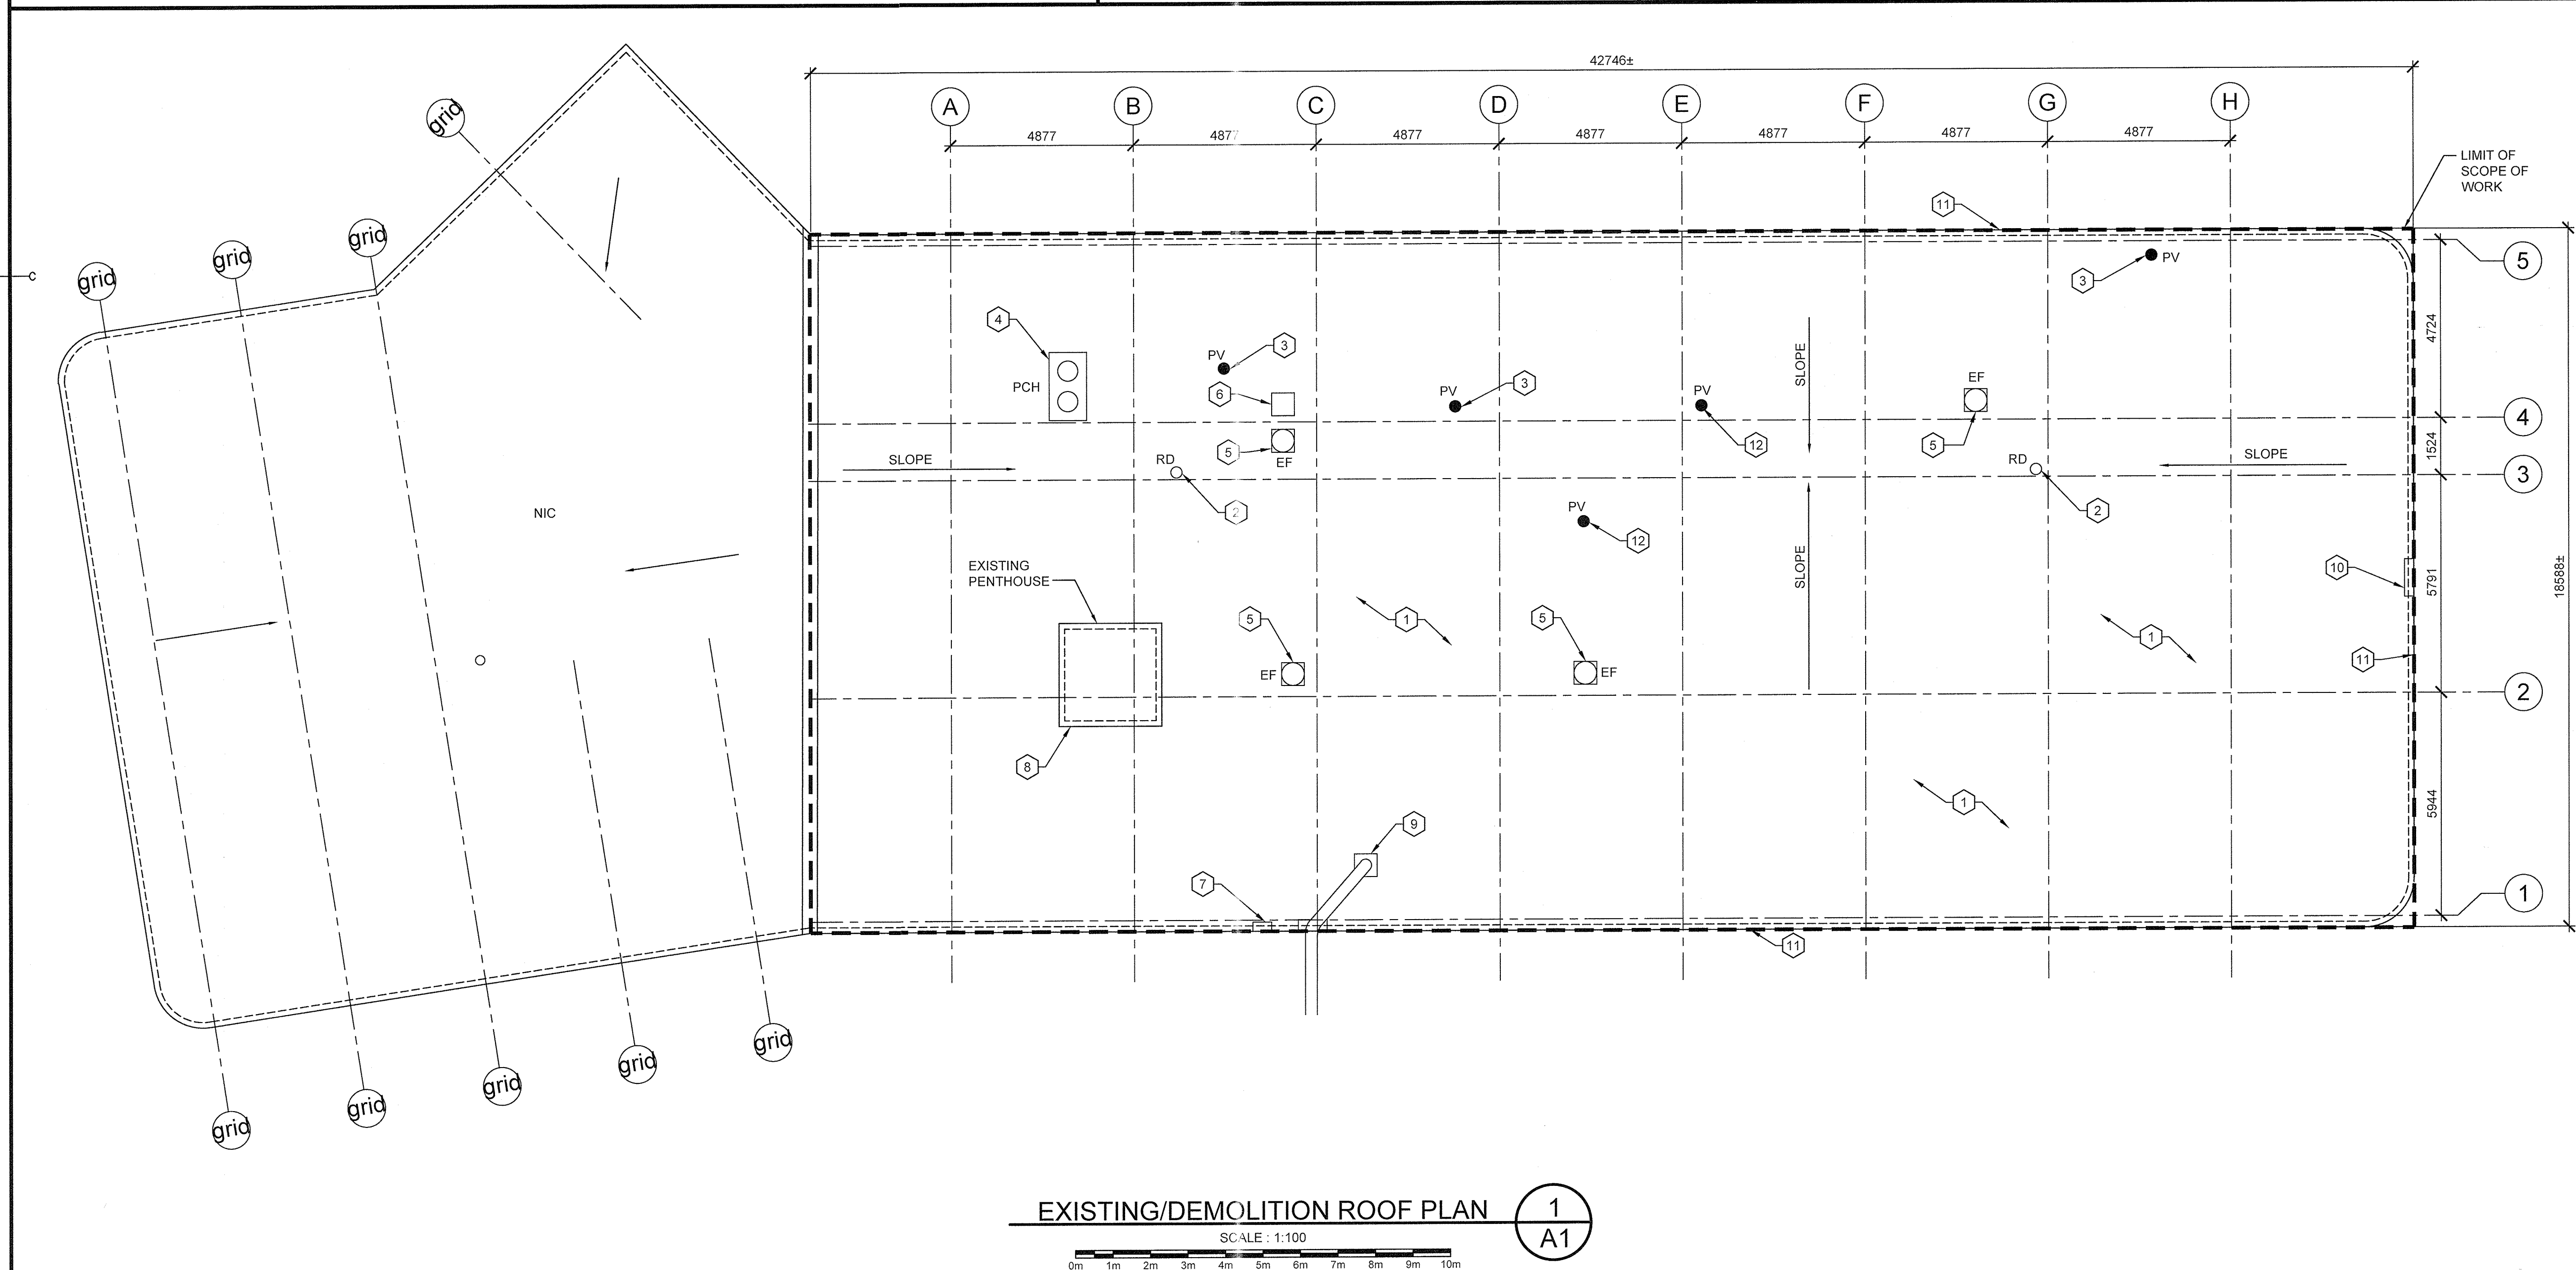 42746±
A
B
C
D
E
F
G
H
4877
4877
4877
4877
4877
4877
4877
LIMIT OF
SCOPE OF
WORK
grid
grid
grid
grid
C
11
5
3
PV
4
PCH
PV
3
6
PV
3
PV
12
SLOPE
EF
5
4724
4
5
EF
SLOPE
RD
2
RD
2
SLOPE
1524
3
NIC
PV
12
SLOPE
10
5791
18588±
EXISTING
PENTHOUSE
5
EF
1
5
EF
1
11
2
8
1
5944
9
7
1
11
grid
grid
grid
grid
grid
EXISTING/DEMOLITION ROOF PLAN
1
A1
SCALE : 1:100
0m 1m 2m 3m 4m 5m 6m 7m 8m 9m 10m